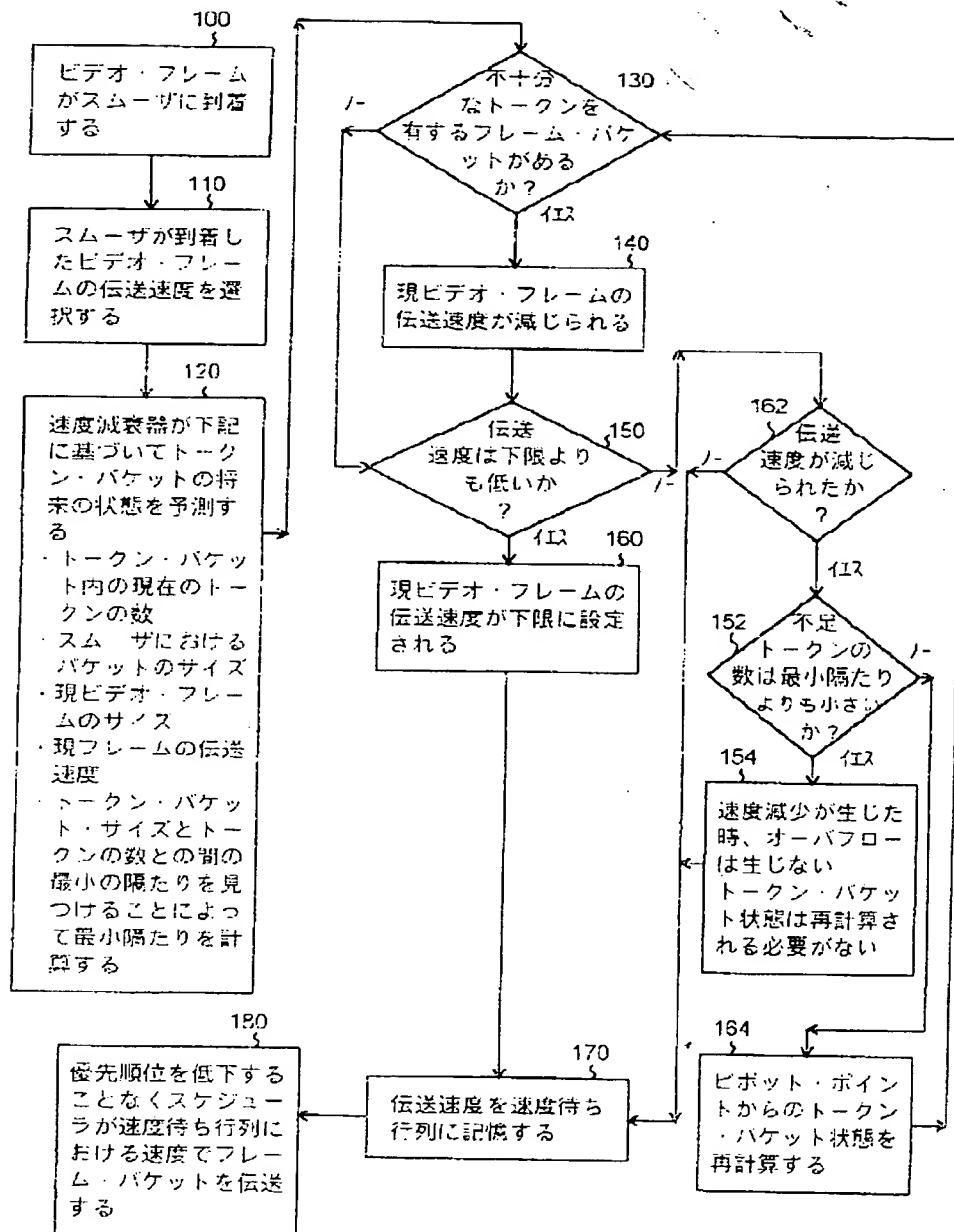 100
ビデオ・フレーム
がスムーザに到着
する
110
スムーザが到着し
たビデオ・フレー
ムの伝送速度を選
択する
120
速度減衰器が下記
に基づいてトーク
ン・バケットの将
来の状態を予測す
る
・トークン・バケッ
ト内の現在のトー
クンの数
・スム ーザにおける
バケットのサイズ
・現ビデオ・フレー
ムのサイズ
・現フレームの伝送
速度
・トークン・バケッ
ト・サイズとトー
クンの数との間の
最小の隔たりを見
つけることによっ
て最小隔たりを計
算する
130
不十分
なトークンを
有するフレーム・バケ
ットがある
か?
ノー
イエス
140
現ビデオ・フレームの
伝送速度が減じられる
150
伝送
速度は下限より
も低いか
?
ノー
イエス
160
現ビデオ・フレームの
伝送速度が下限に設定
される
162
伝送
速度が減じ
られたか
?
ノー
イエス
152
不足
トークンの
数は最小隔たり
よりも小さい
か?
ノー
イエス
154
速度減少が生じた
時、オーバフロー
は生じない
トークン・バケット
状態は再計算され
る必要がない
164
ピボット・ポイン
トからのトークン
・バケット状態を
再計算する
170
伝送速度を速度待ち
行列に記憶する
180
優先順位を低下する
ことなくスケジュー
ラが速度待ち行列に
おける速度でフレー
ム・バケットを伝送
する